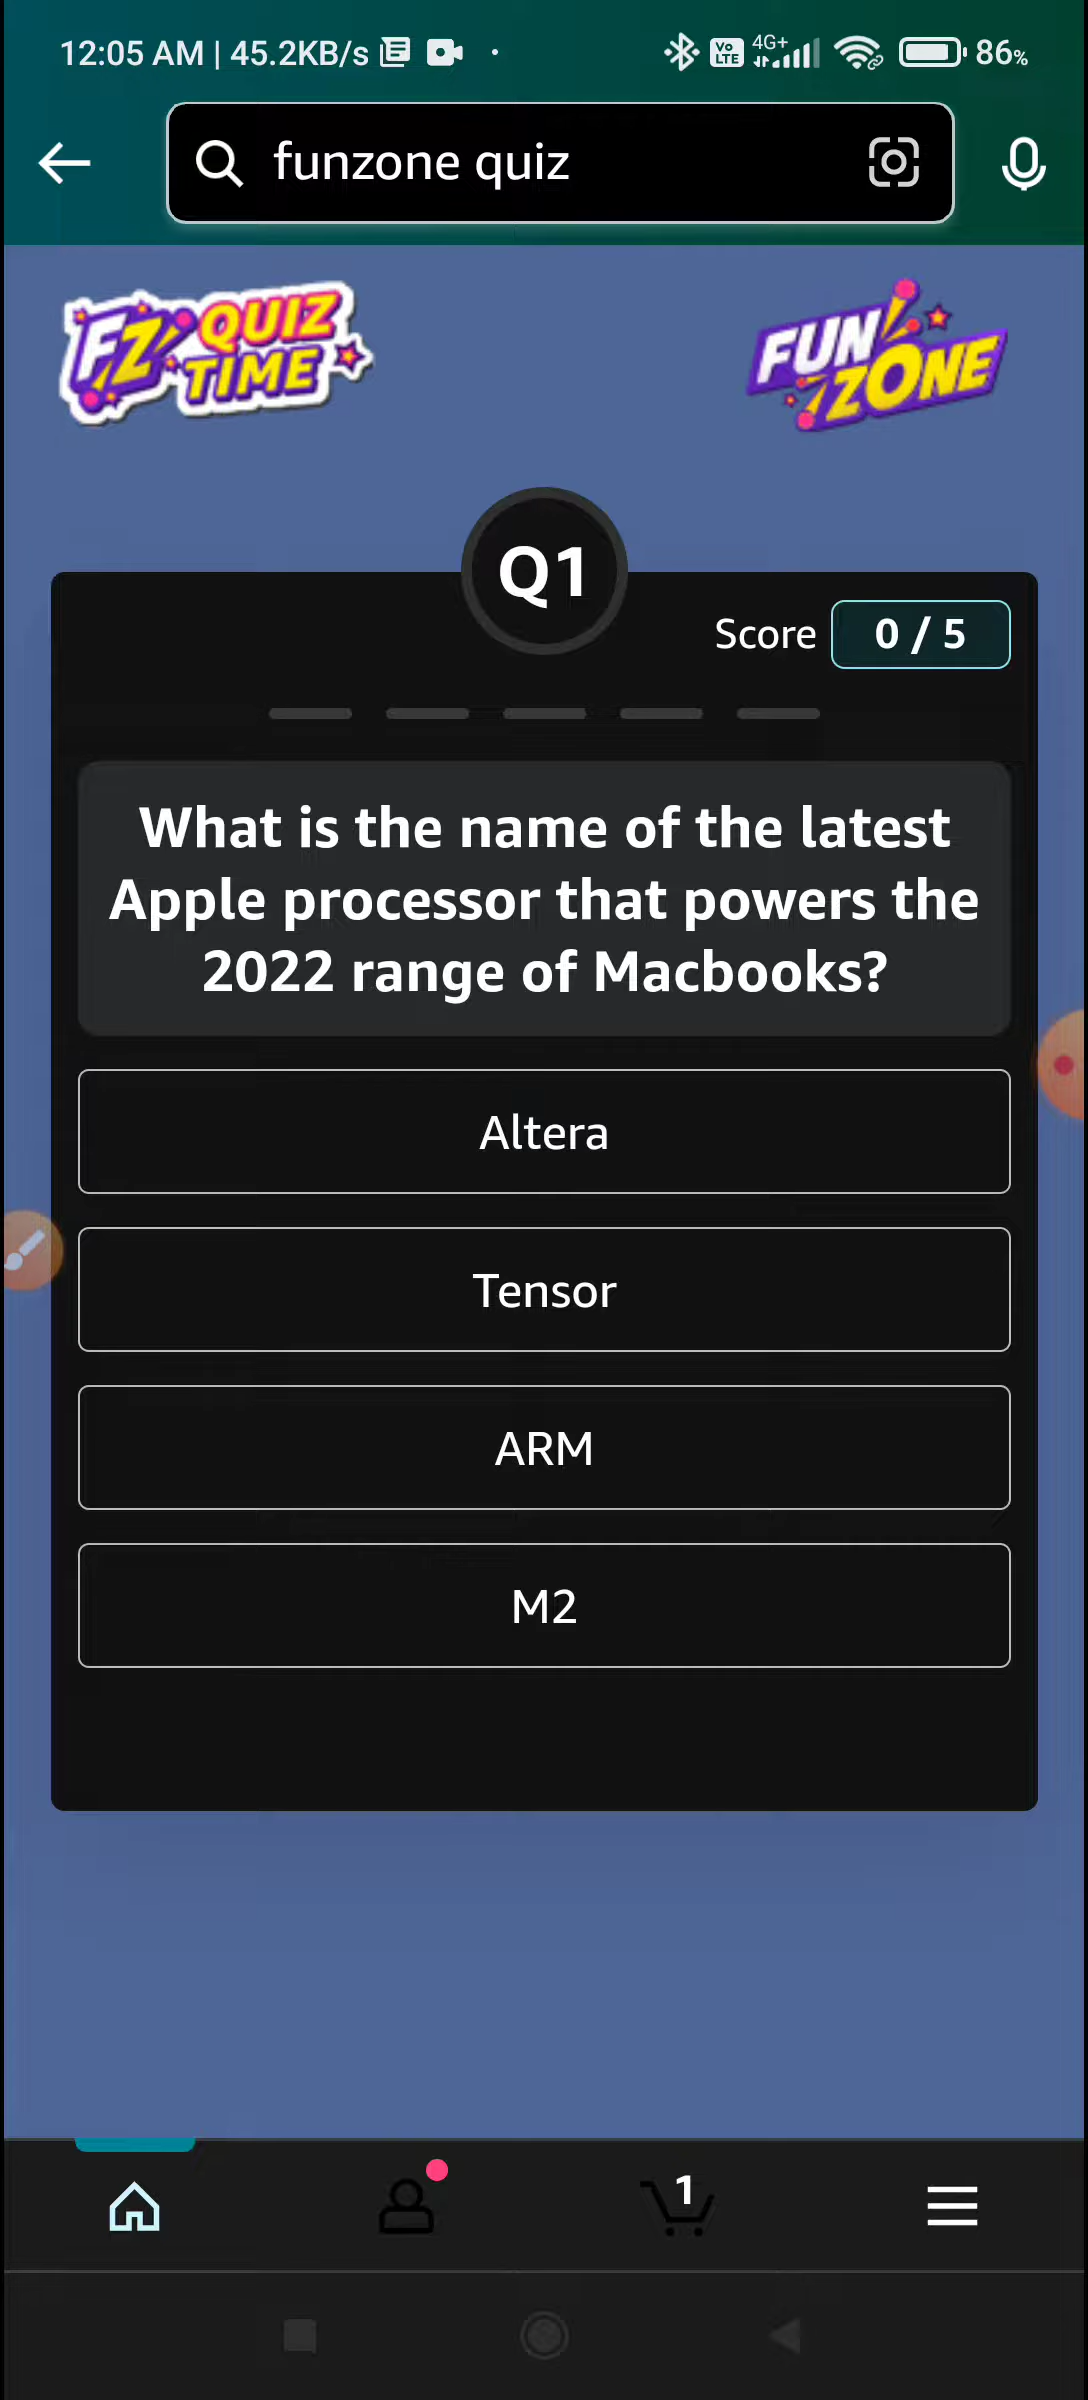 12:05 AM | 45.2KB/s Vo LTE 4G+ 86%
funzone quiz
FZ QUIZ TIME
FUN ZONE
Q1
Score 0 / 5
What is the name of the latest
Apple processor that powers the
2022 range of Macbooks?
Altera
Tensor
ARM
M2
1